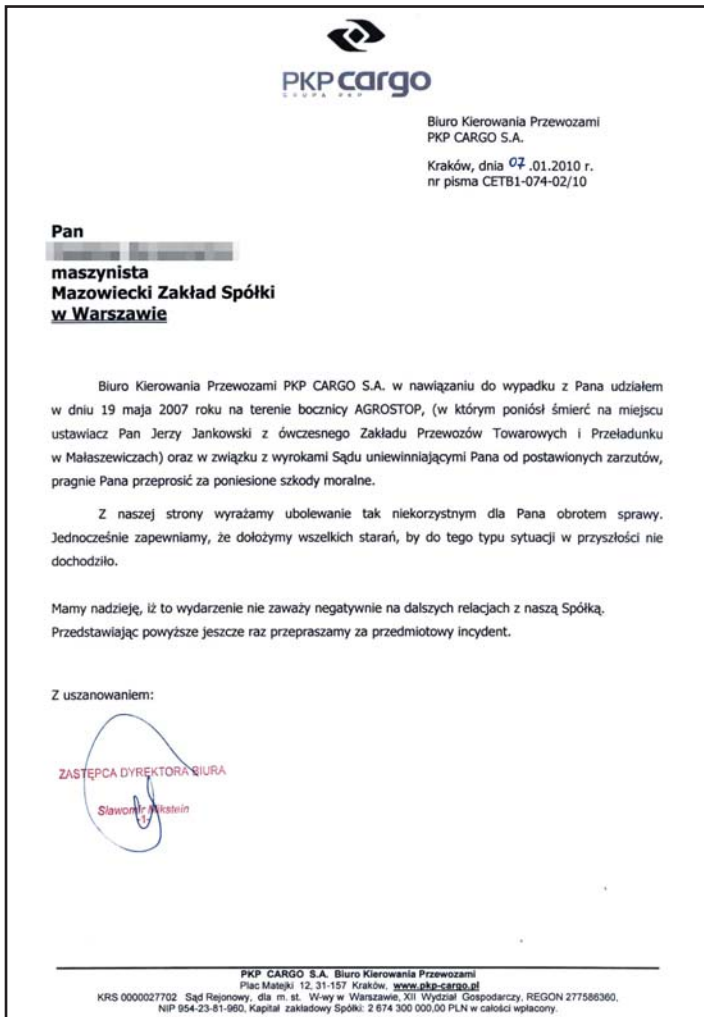 PKP cargo
GRUPA PKP
Biuro Kierowania Przewozami
PKP CARGO S.A.
Kraków, dnia 07 .01.2010 r.
nr pisma CETB1-074-02/10
Pan
maszynista
Mazowiecki Zakład Spółki
w Warszawie
Biuro Kierowania Przewozami PKP CARGO S.A. w nawiązaniu do wypadku z Pana udziałem
w dniu 19 maja 2007 roku na terenie bocznicy AGROSTOP, (w którym poniósł śmierć na miejscu
ustawiacz Pan Jerzy Jankowski z ówczesnego Zakładu Przewozów Towarowych i Przeładunku
w Małaszewiczach) oraz w związku z wyrokami Sądu uniewinniającymi Pana od postawionych zarzutów,
pragnie Pana przeprosić za poniesione szkody moralne.
Z naszej strony wyrażamy ubolewanie tak niekorzystnym dla Pana obrotem sprawy.
Jednocześnie zapewniamy, że dołożymy wszelkich starań, by do tego typu sytuacji w przyszłości nie
dochodziło.
Mamy nadzieję, iż to wydarzenie nie zaważy negatywnie na dalszych relacjach z naszą Spółką.
Przedstawiając powyższe jeszcze raz przepraszamy za przedmiotowy incydent.
Z uszanowaniem:
ZASTĘPCA DYREKTORA BIURA
Sławomir Mikstein
-1-
PKP CARGO S.A. Biuro Kierowania Przewozami
Plac Matejki 12, 31-157 Kraków, www.pkp-cargo.pl
KRS 0000027702 Sąd Rejonowy, dla m. st. W-wy w Warszawie, XII Wydział Gospodarczy, REGON 277586360,
NIP 954-23-81-960, Kapitał zakładowy Spółki: 2 674 300 000,00 PLN w całości wpłacony.